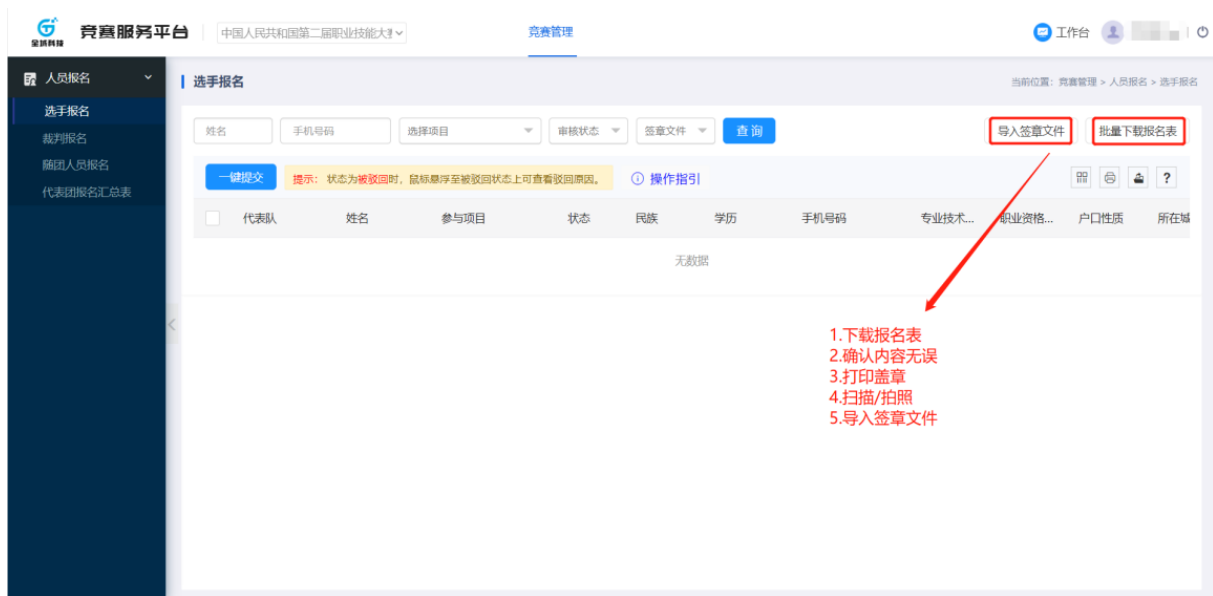 全娲科技
竞赛服务平台
中国人民共和国第二届职业技能大
竞赛管理
工作台
人员报名
选手报名
裁判报名
随团人员报名
代表团报名汇总表
选手报名
当前位置：竞赛管理 > 人员报名 > 选手报名
姓名 手机号码 选择项目 审核状态 签章文件 查询 导入签章文件 批量下载报名表
一键提交 提示：状态为被驳回时，鼠标悬浮至被驳回状态上可查看驳回原因。 操作指引 ?
代表队 姓名 参与项目 状态 民族 学历 手机号码 专业技术... 职业资格... 户口性质 所在城
无数据
1.下载报名表
2.确认内容无误
3.打印盖章
4.扫描/拍照
5.导入签章文件